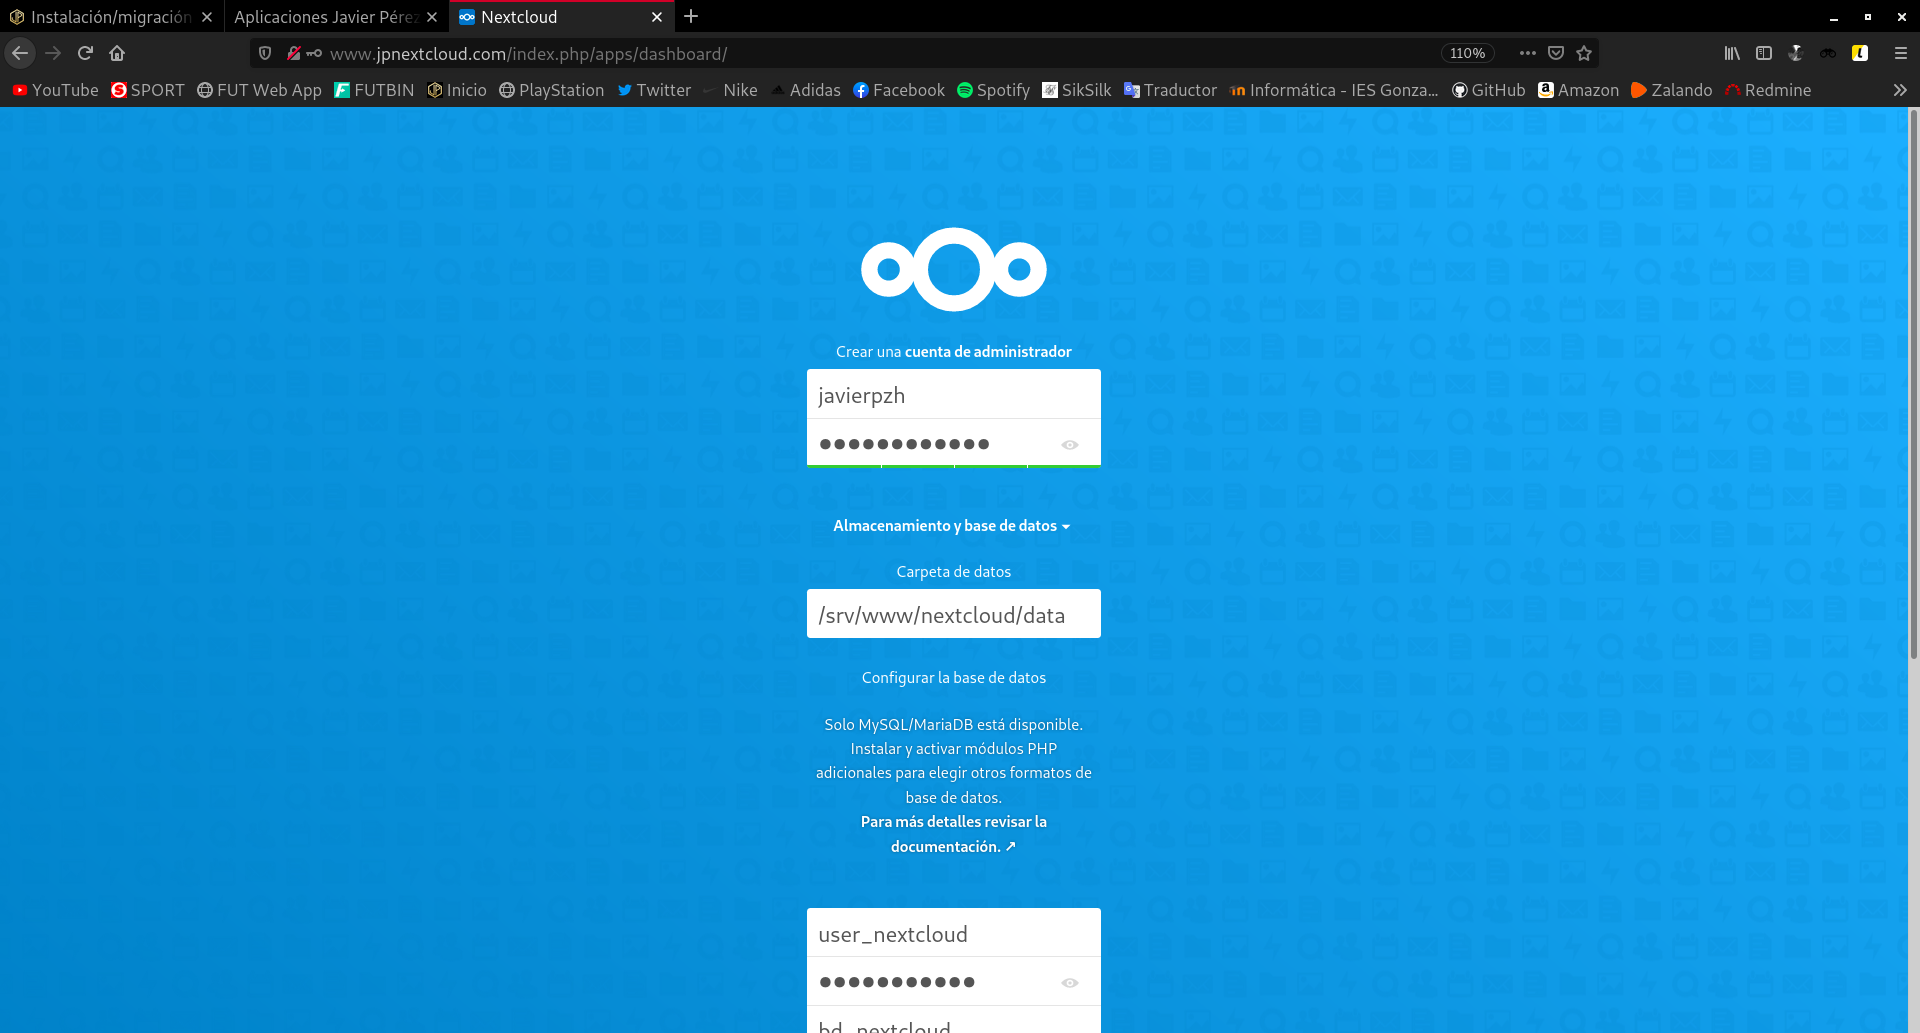 Instalación/migración
Aplicaciones Javier Pérez
Nextcloud
www.jpnextcloud.com/index.php/apps/dashboard/
110%
YouTube SPORT FUT Web App FUTBIN Inicio PlayStation Twitter Nike Adidas Facebook Spotify SikSilk Traductor Informática - IES Gonza... GitHub Amazon Zalando Redmine
Crear una cuenta de administrador
javierpzh
Almacenamiento y base de datos
Carpeta de datos
/srv/www/nextcloud/data
Configurar la base de datos
Solo MySQL/MariaDB está disponible.
Instalar y activar módulos PHP
adicionales para elegir otros formatos de
base de datos.
Para más detalles revisar la
documentación. ↗
user_nextcloud
bd_nextcloud